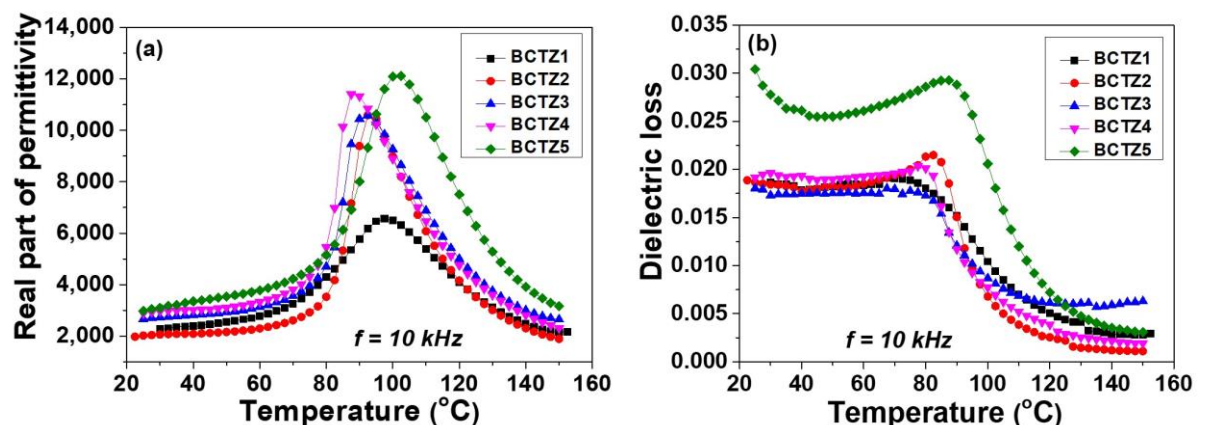 (a)
14,000
12,000
10,000
8,000
6,000
4,000
2,000
Real part of permittivity
BCTZ1
BCTZ2
BCTZ3
BCTZ4
BCTZ5
f = 10 kHz
20 40 60 80 100 120 140 160
Temperature (°C)
(b)
0.035
0.030
0.025
0.020
0.015
0.010
0.005
0.000
Dielectric loss
BCTZ1
BCTZ2
BCTZ3
BCTZ4
BCTZ5
f = 10 kHz
20 40 60 80 100 120 140 160
Temperature (°C)